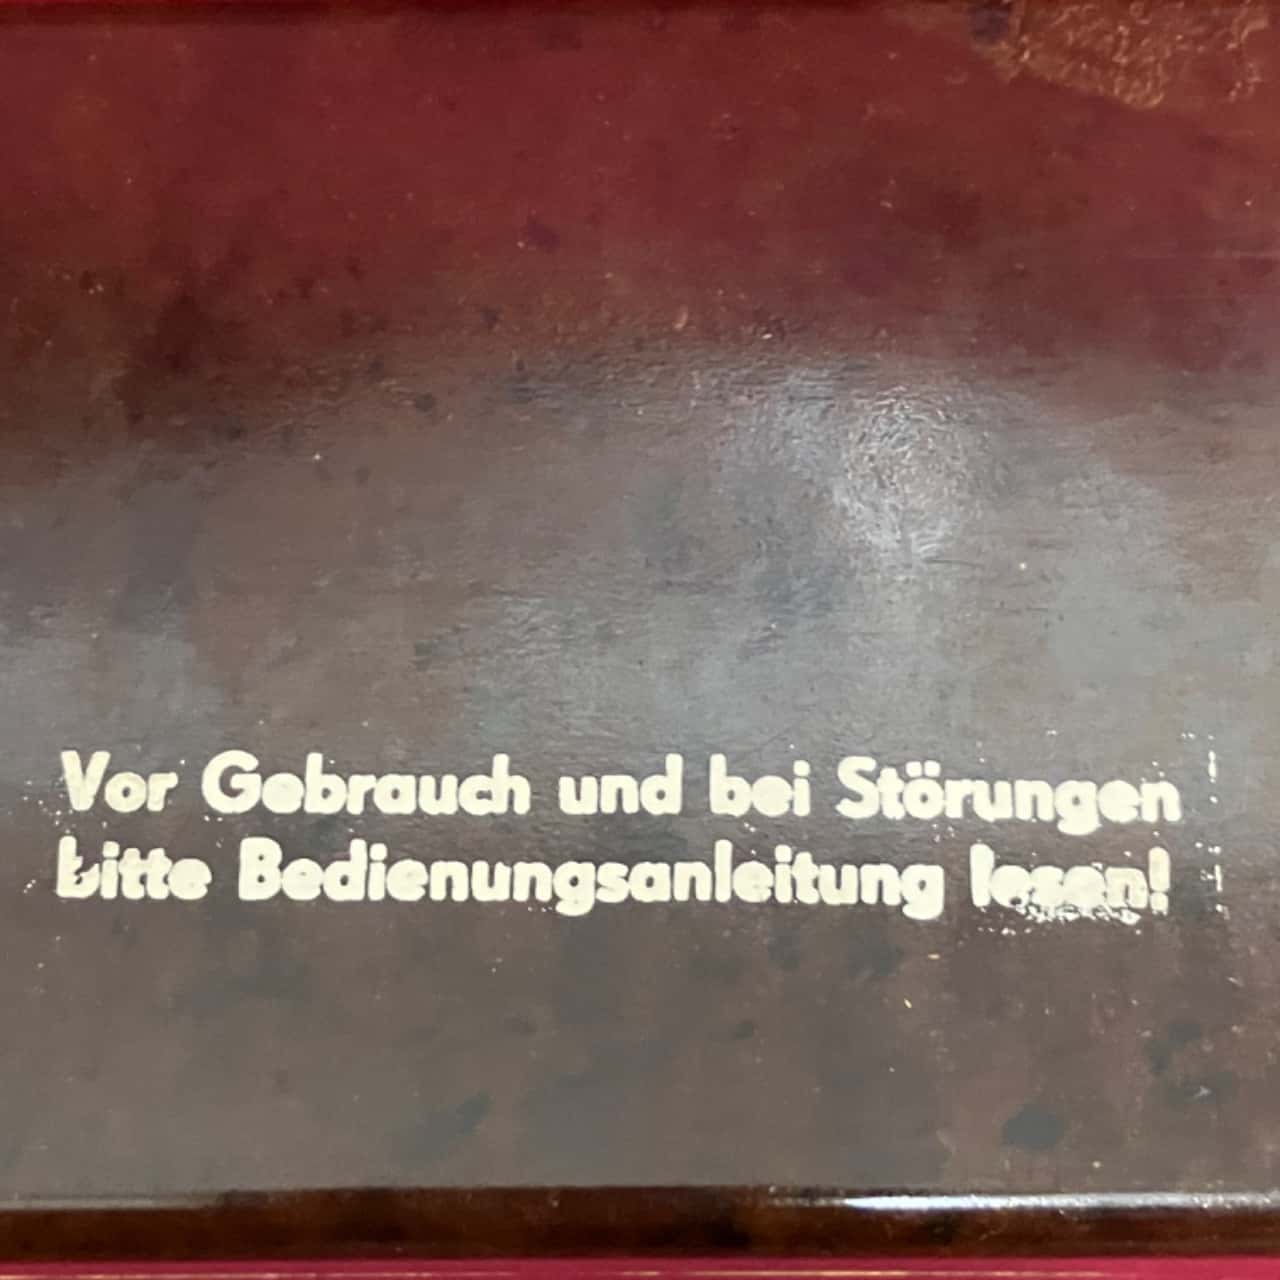 Vor Gebrauch und bei Störungen
bitte Bedienungsanleitung lesen!